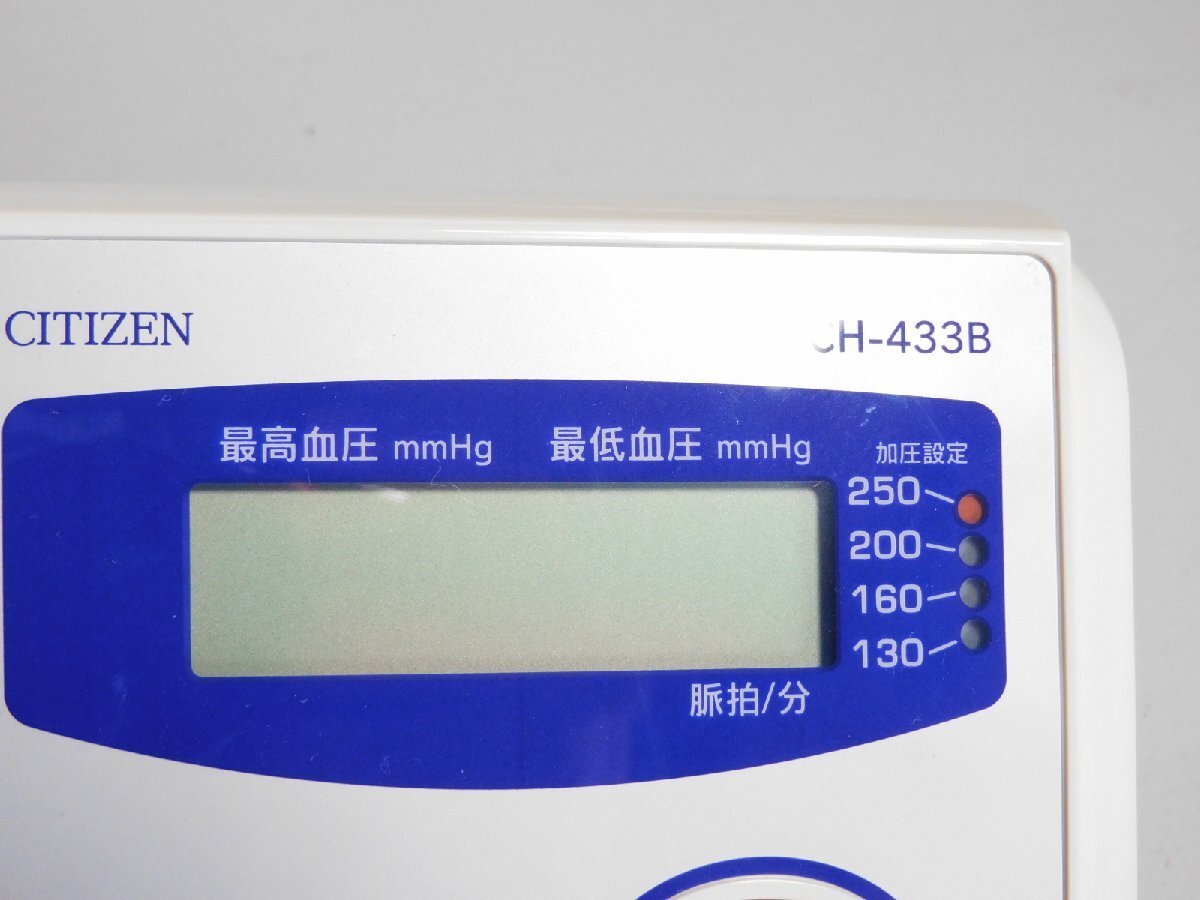 CITIZEN
CH-433B
最高血圧 mmHg
最低血圧 mmHg
加圧設定
250
200
160
130
脈拍/分